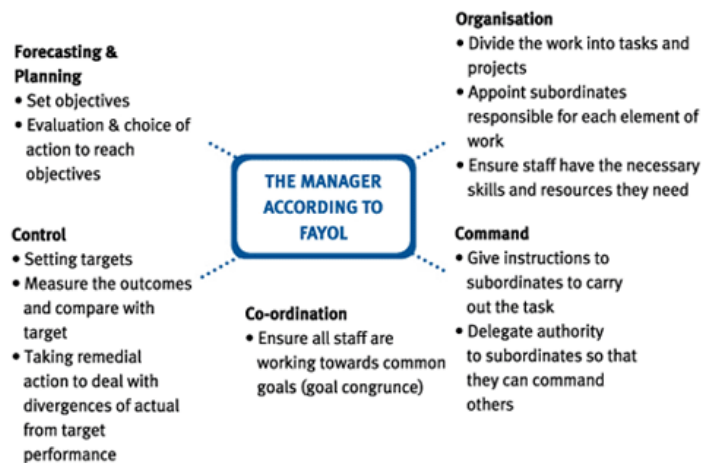 Forecasting &
Planning
• Set objectives
• Evaluation & choice of
action to reach
objectives
Organisation
• Divide the work into tasks and
projects
• Appoint subordinates
responsible for each element of
work
• Ensure staff have the necessary
skills and resources they need
THE MANAGER
ACCORDING TO
FAYOL
Control
• Setting targets
• Measure the outcomes
and compare with
target
• Taking remedial
action to deal with
divergences of actual
from target
performance
Co-ordination
• Ensure all staff are
working towards common
goals (goal congrunce)
Command
• Give instructions to
subordinates to carry
out the task
• Delegate authority
to subordinates so that
they can command
others